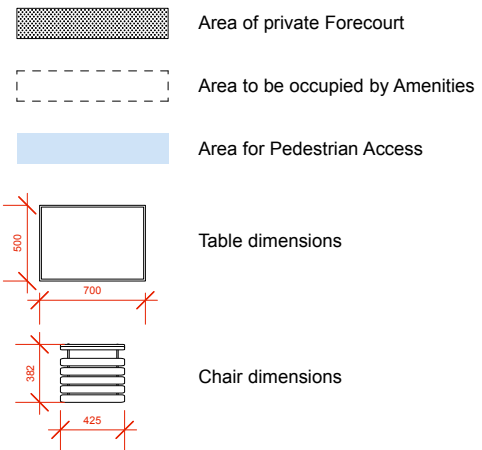 Area of private Forecourt
Area to be occupied by Amenities
Area for Pedestrian Access
500
Table dimensions
700
382
Chair dimensions
425